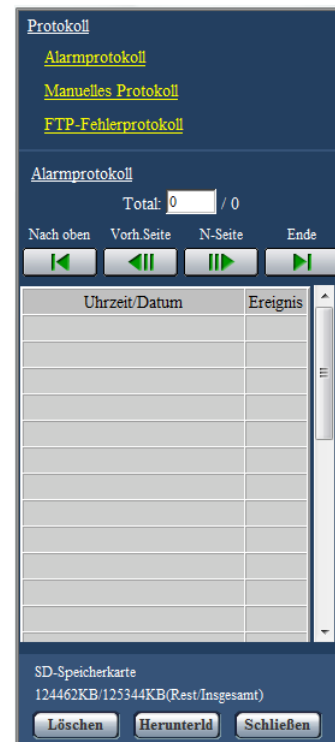 Protokoll
Alarmprotokoll
Manuelles Protokoll
FTP-Fehlerprotokoll
Alarmprotokoll
Total: 0 / 0
Nach oben Vorh.Seite N-Seite Ende
Uhrzeit/Datum Ereignis
SD-Speicherkarte
124462KB/125344KB(Rest/Insgesamt)
Löschen Herunterld Schließen